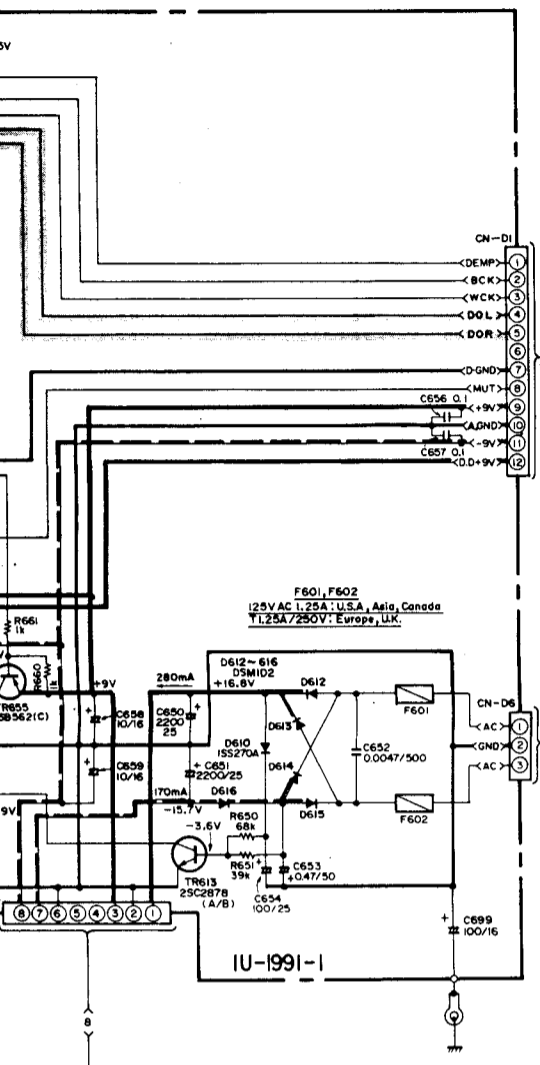 5V
CN-D1
DEMP 1
BCK 2
WCK 3
DOL 4
DOR 5
6
D·GND 7
MUT 8
C656 0.1
+9V 9
A,GND 10
-9V 11
C657 0.1
D.D+9V 12
F601, F602
125V AC 1.25A : U.S.A, Asia, Canada
T1.25A/250V : Europe, U.K.
R661
1k
R660
1k
TR655
SB562(C)
+9V
C658
10/16
C659
10/16
9V
280mA
+16.8V
C650
2200
25
C651
2200/25
170mA
-15.7V
D616
D612~616
DSM1D2
D612
D613
D610
1SS270A
D614
D615
C652
0.0047/500
F601
F602
CN-D6
AC 1
GND 2
AC 3
-3.6V
R650
68k
R651
39k
TR613
2SC2878
(A/B)
C654
100/25
C653
0.47/50
C699
100/16
8 7 6 5 4 3 2 1
1U-1991-1
8